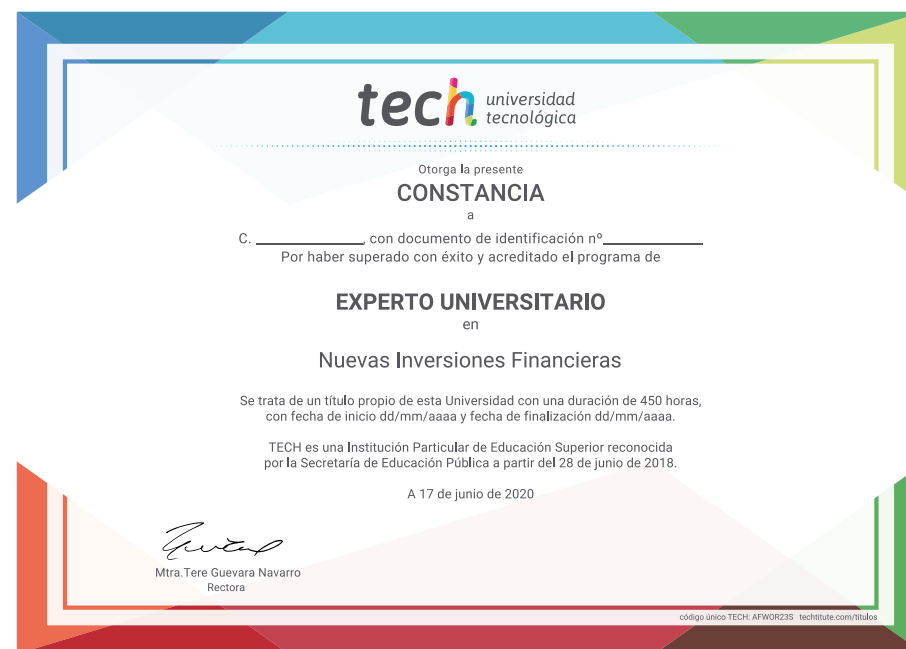 tech universidad
tecnológica
Otorga la presente
CONSTANCIA
a
C. ______________, con documento de identificación nº_____________
Por haber superado con éxito y acreditado el programa de
EXPERTO UNIVERSITARIO
en
Nuevas Inversiones Financieras
Se trata de un título propio de esta Universidad con una duración de 450 horas,
con fecha de inicio dd/mm/aaaa y fecha de finalización dd/mm/aaaa.
TECH es una Institución Particular de Educación Superior reconocida
por la Secretaría de Educación Pública a partir del 28 de junio de 2018.
A 17 de junio de 2020
Mtra.Tere Guevara Navarro
Rectora
código único TECH: AFWOR23S techtitute.com/titulos